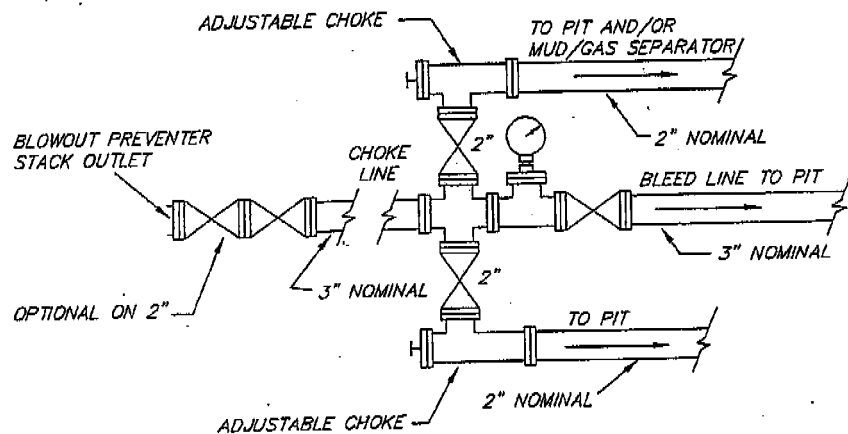 ADJUSTABLE CHOKE
TO PIT AND/OR
MUD/GAS SEPARATOR
2" NOMINAL
2"
BLOWOUT PREVENTER
STACK OUTLET
CHOKE
LINE
BLEED LINE TO PIT
3" NOMINAL
3" NOMINAL
OPTIONAL ON 2"
2"
TO PIT
2" NOMINAL
ADJUSTABLE CHOKE